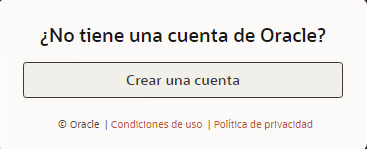 ¿No tiene una cuenta de Oracle?
Crear una cuenta
© Oracle | Condiciones de uso | Política de privacidad